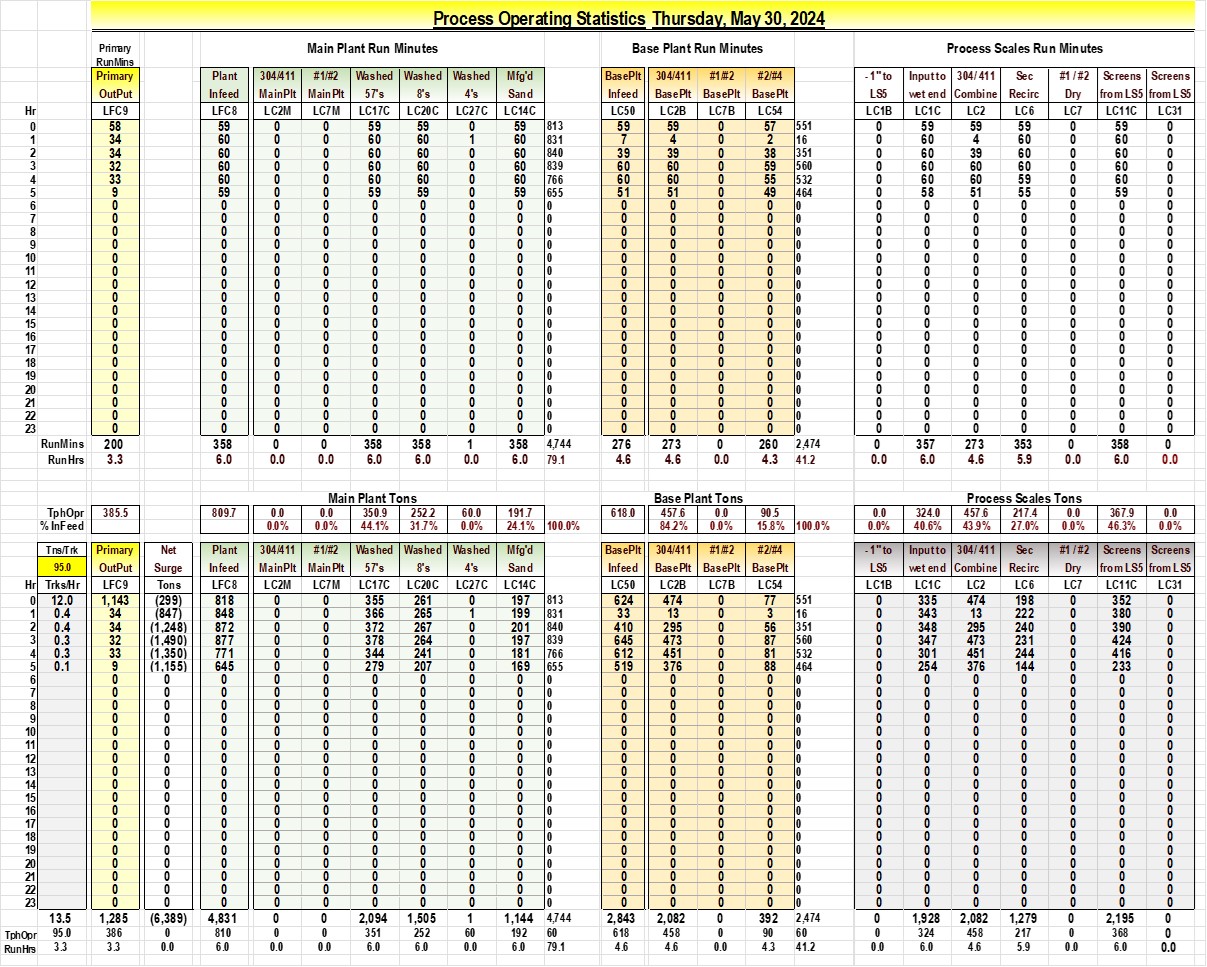 Process Operating Statistics Thursday, May 30, 2024
Primary RunMins Main Plant Run Minutes Base Plant Run Minutes Process Scales Run Minutes
Primary Plant 304/411 #1/#2 Washed Washed Washed Mfg'd BasePlt 304/411 #1/#2 #2/#4 - 1" to Input to 304/ 411 Sec #1 / #2 Screens Screens
OutPut Infeed MainPlt MainPlt 57's 8's 4's Sand Infeed BasePlt BasePlt BasePlt LS5 wet end Combine Recirc Dry from LS5 from LS5
Hr LFC9 LFC8 LC2M LC7M LC17C LC20C LC27C LC14C LC50 LC2B LC7B LC54 LC1B LC1C LC2 LC6 LC7 LC11C LC31
0 58 59 0 0 59 59 0 59 813 59 59 0 57 551 0 59 59 59 0 59 0
1 34 60 0 0 60 60 1 60 831 7 4 0 2 16 0 60 4 60 0 60 0
2 34 60 0 0 60 60 0 60 840 39 39 0 38 351 0 60 39 60 0 60 0
3 32 60 0 0 60 60 0 60 839 60 60 0 59 560 0 60 60 60 0 60 0
4 33 60 0 0 60 60 0 60 766 60 60 0 55 532 0 60 60 59 0 60 0
5 9 59 0 0 59 59 0 59 655 51 51 0 49 464 0 58 51 55 0 59 0
6 0 0 0 0 0 0 0 0 0 0 0 0 0 0 0 0 0 0 0 0 0
7 0 0 0 0 0 0 0 0 0 0 0 0 0 0 0 0 0 0 0 0 0
8 0 0 0 0 0 0 0 0 0 0 0 0 0 0 0 0 0 0 0 0 0
9 0 0 0 0 0 0 0 0 0 0 0 0 0 0 0 0 0 0 0 0 0
10 0 0 0 0 0 0 0 0 0 0 0 0 0 0 0 0 0 0 0 0 0
11 0 0 0 0 0 0 0 0 0 0 0 0 0 0 0 0 0 0 0 0 0
12 0 0 0 0 0 0 0 0 0 0 0 0 0 0 0 0 0 0 0 0 0
13 0 0 0 0 0 0 0 0 0 0 0 0 0 0 0 0 0 0 0 0 0
14 0 0 0 0 0 0 0 0 0 0 0 0 0 0 0 0 0 0 0 0 0
15 0 0 0 0 0 0 0 0 0 0 0 0 0 0 0 0 0 0 0 0 0
16 0 0 0 0 0 0 0 0 0 0 0 0 0 0 0 0 0 0 0 0 0
17 0 0 0 0 0 0 0 0 0 0 0 0 0 0 0 0 0 0 0 0 0
18 0 0 0 0 0 0 0 0 0 0 0 0 0 0 0 0 0 0 0 0 0
19 0 0 0 0 0 0 0 0 0 0 0 0 0 0 0 0 0 0 0 0 0
20 0 0 0 0 0 0 0 0 0 0 0 0 0 0 0 0 0 0 0 0 0
21 0 0 0 0 0 0 0 0 0 0 0 0 0 0 0 0 0 0 0 0 0
22 0 0 0 0 0 0 0 0 0 0 0 0 0 0 0 0 0 0 0 0 0
23 0 0 0 0 0 0 0 0 0 0 0 0 0 0 0 0 0 0 0 0 0
RunMins 200 358 0 0 358 358 1 358 4,744 276 273 0 260 2,474 0 357 273 353 0 358 0
Run Hrs 3.3 6.0 0.0 0.0 6.0 6.0 0.0 6.0 79.1 4.6 4.6 0.0 4.3 41.2 0.0 6.0 4.6 5.9 0.0 6.0 0.0
Main Plant Tons Base Plant Tons Process Scales Tons
TphOpr 385.5 809.7 0.0 0.0 350.9 252.2 60.0 191.7 618.0 457.6 0.0 90.5 0.0 324.0 457.6 217.4 0.0 367.9 0.0
% InFeed 0.0% 0.0% 44.1% 31.7% 0.0% 24.1% 100.0% 84.2% 0.0% 15.8% 100.0% 0.0% 40.6% 43.9% 27.0% 0.0% 46.3% 0.0%
Tns/Trk Primary Net Plant 304/411 #1/#2 Washed Washed Washed Mfg'd BasePlt 304/411 #1/#2 #2/#4 - 1" to Input to 304/ 411 Sec #1 / #2 Screens Screens
95.0 OutPut Surge Infeed MainPlt MainPlt 57's 8's 4's Sand Infeed BasePlt BasePlt BasePlt LS5 wet end Combine Recirc Dry from LS5 from LS5
Hr Trks/Hr LFC9 Tons LFC8 LC2M LC7M LC17C LC20C LC27C LC14C LC50 LC2B LC7B LC54 LC1B LC1C LC2 LC6 LC7 LC11C LC31
0 12.0 1,143 (299) 818 0 0 355 261 0 197 813 624 474 0 77 551 0 335 474 198 0 352 0
1 0.4 34 (847) 848 0 0 366 265 1 199 831 33 13 0 3 16 0 343 13 222 0 380 0
2 0.4 34 (1,248) 872 0 0 372 267 0 201 840 410 295 0 56 351 0 348 295 240 0 390 0
3 0.3 32 (1,490) 877 0 0 378 264 0 197 839 645 473 0 87 560 0 347 473 231 0 424 0
4 0.3 33 (1,350) 771 0 0 344 241 0 181 766 612 451 0 81 532 0 301 451 244 0 416 0
5 0.1 9 (1,155) 645 0 0 279 207 0 169 655 519 376 0 88 464 0 254 376 144 0 233 0
6 0 0 0 0 0 0 0 0 0 0 0 0 0 0 0 0 0 0 0 0 0 0
7 0 0 0 0 0 0 0 0 0 0 0 0 0 0 0 0 0 0 0 0 0 0
8 0 0 0 0 0 0 0 0 0 0 0 0 0 0 0 0 0 0 0 0 0 0
9 0 0 0 0 0 0 0 0 0 0 0 0 0 0 0 0 0 0 0 0 0 0
10 0 0 0 0 0 0 0 0 0 0 0 0 0 0 0 0 0 0 0 0 0 0
11 0 0 0 0 0 0 0 0 0 0 0 0 0 0 0 0 0 0 0 0 0 0
12 0 0 0 0 0 0 0 0 0 0 0 0 0 0 0 0 0 0 0 0 0 0
13 0 0 0 0 0 0 0 0 0 0 0 0 0 0 0 0 0 0 0 0 0 0
14 0 0 0 0 0 0 0 0 0 0 0 0 0 0 0 0 0 0 0 0 0 0
15 0 0 0 0 0 0 0 0 0 0 0 0 0 0 0 0 0 0 0 0 0 0
16 0 0 0 0 0 0 0 0 0 0 0 0 0 0 0 0 0 0 0 0 0 0
17 0 0 0 0 0 0 0 0 0 0 0 0 0 0 0 0 0 0 0 0 0 0
18 0 0 0 0 0 0 0 0 0 0 0 0 0 0 0 0 0 0 0 0 0 0
19 0 0 0 0 0 0 0 0 0 0 0 0 0 0 0 0 0 0 0 0 0 0
20 0 0 0 0 0 0 0 0 0 0 0 0 0 0 0 0 0 0 0 0 0 0
21 0 0 0 0 0 0 0 0 0 0 0 0 0 0 0 0 0 0 0 0 0 0
22 0 0 0 0 0 0 0 0 0 0 0 0 0 0 0 0 0 0 0 0 0 0
23 0 0 0 0 0 0 0 0 0 0 0 0 0 0 0 0 0 0 0 0 0 0
13.5 1,285 (6,389) 4,831 0 0 2,094 1,505 1 1,144 4,744 2,843 2,082 0 392 2,474 0 1,928 2,082 1,279 0 2,195 0
TphOpr 95.0 386 0 810 0 0 351 252 60 192 60 618 458 0 90 60 0 324 458 217 0 368 0
RunHrs 3.3 3.3 0.0 6.0 0.0 0.0 6.0 6.0 0.0 6.0 79.1 4.6 4.6 0.0 4.3 41.2 0.0 6.0 4.6 5.9 0.0 6.0 0.0